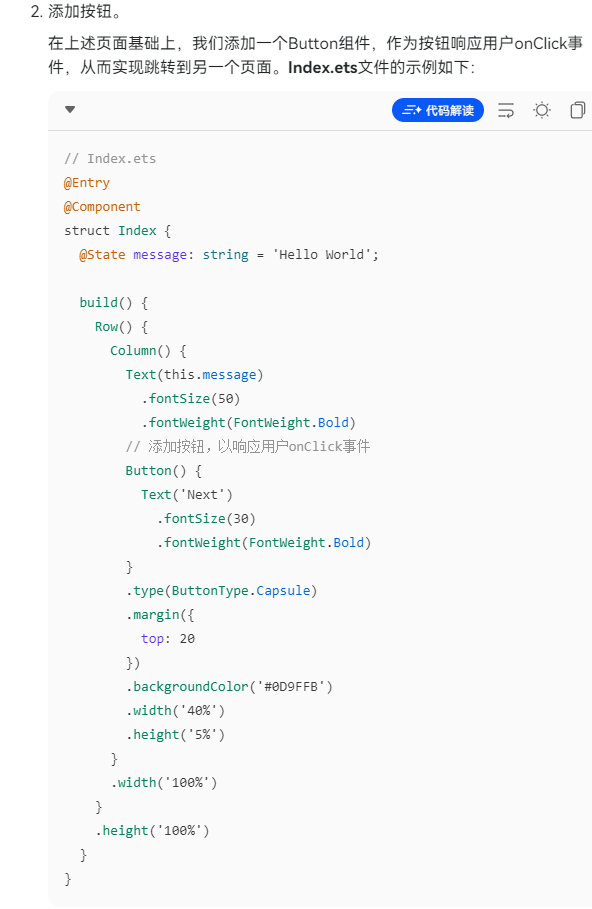 2. 添加按钮。
在上述页面基础上，我们添加一个Button组件，作为按钮响应用户onClick事
件，从而实现跳转到另一个页面。Index.ets文件的示例如下：
代码解读
// Index.ets
@Entry
@Component
struct Index {
  @State message: string = 'Hello World';

  build() {
    Row() {
      Column() {
        Text(this.message)
          .fontSize(50)
          .fontWeight(FontWeight.Bold)
        // 添加按钮，以响应用户onClick事件
        Button() {
          Text('Next')
            .fontSize(30)
            .fontWeight(FontWeight.Bold)
        }
        .type(ButtonType.Capsule)
        .margin({
          top: 20
        })
        .backgroundColor('#0D9FFB')
        .width('40%')
        .height('5%')
      }
      .width('100%')
    }
    .height('100%')
  }
}